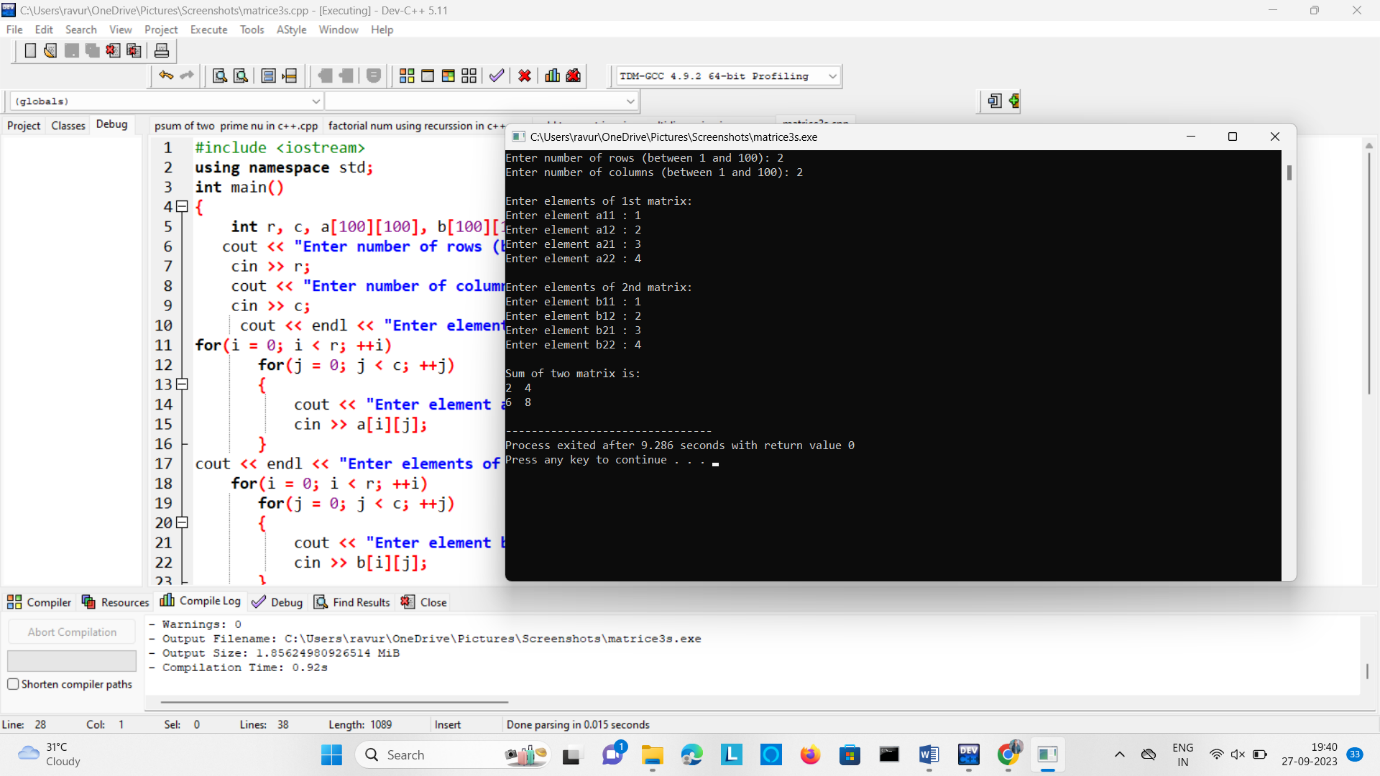 C:\Users\ravur\OneDrive\Pictures\Screenshots\matrice3s.cpp - [Executing] - Dev-C++ 5.11
File Edit Search View Project Execute Tools AStyle Window Help
TDM-GCC 4.9.2 64-bit Profiling
(globals)
Project Classes Debug
psum of two prime nu in c++.cpp factorial num using recurssion in c++
1 #include <iostream>
2 using namespace std;
3 int main()
4 {
5 int r, c, a[100][100], b[100][1
6 cout << "Enter number of rows (b
7 cin >> r;
8 cout << "Enter number of colum
9 cin >> c;
10 cout << endl << "Enter element
11 for(i = 0; i < r; ++i)
12 for(j = 0; j < c; ++j)
13 {
14 cout << "Enter element a
15 cin >> a[i][j];
16 }
17 cout << endl << "Enter elements of
18 for(i = 0; i < r; ++i)
19 for(j = 0; j < c; ++j)
20 {
21 cout << "Enter element b
22 cin >> b[i][j];
23 }
C:\Users\ravur\OneDrive\Pictures\Screenshots\matrice3s.exe
Enter number of rows (between 1 and 100): 2
Enter number of columns (between 1 and 100): 2
Enter elements of 1st matrix:
Enter element a11 : 1
Enter element a12 : 2
Enter element a21 : 3
Enter element a22 : 4
Enter elements of 2nd matrix:
Enter element b11 : 1
Enter element b12 : 2
Enter element b21 : 3
Enter element b22 : 4
Sum of two matrix is:
2 4
6 8
--------------------------------
Process exited after 9.286 seconds with return value 0
Press any key to continue . . .
Compiler Resources Compile Log Debug Find Results Close
Abort Compilation
Shorten compiler paths
- Warnings: 0
- Output Filename: C:\Users\ravur\OneDrive\Pictures\Screenshots\matrice3s.exe
- Output Size: 1.85624980926514 MiB
- Compilation Time: 0.92s
Line: 28 Col: 1 Sel: 0 Lines: 38 Length: 1089 Insert Done parsing in 0.015 seconds
31°C
Cloudy
Search
1
L
DEV
ENG
IN
19:40
27-09-2023
33